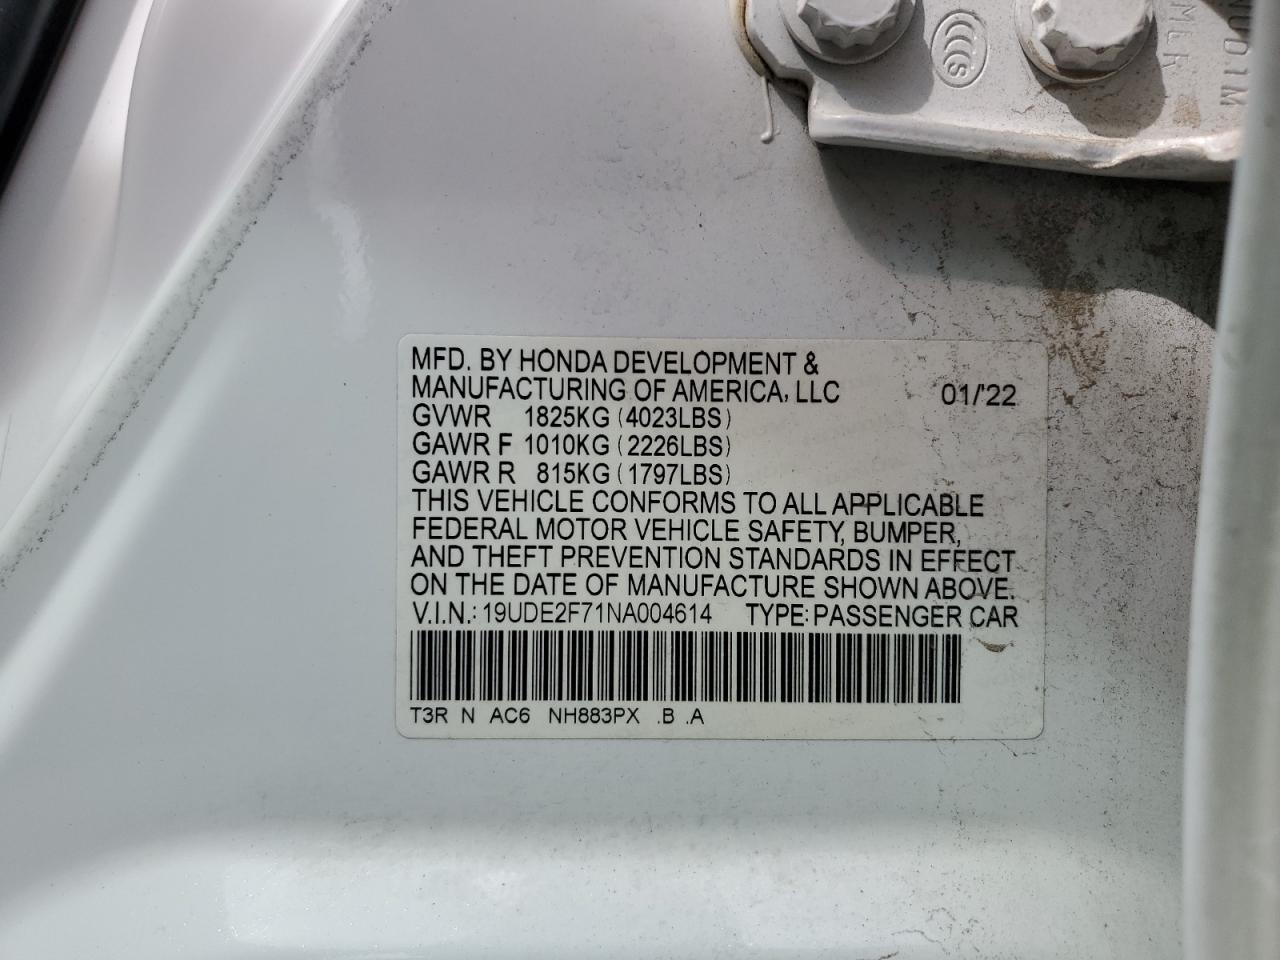 NU01M
MLR
MFD. BY HONDA DEVELOPMENT &
MANUFACTURING OF AMERICA, LLC 01/'22
GVWR 1825KG (4023LBS)
GAWR F 1010KG (2226LBS)
GAWR R 815KG (1797LBS)
THIS VEHICLE CONFORMS TO ALL APPLICABLE
FEDERAL MOTOR VEHICLE SAFETY, BUMPER,
AND THEFT PREVENTION STANDARDS IN EFFECT
ON THE DATE OF MANUFACTURE SHOWN ABOVE.
V.I.N.: 19UDE2F71NA004614 TYPE: PASSENGER CAR
T3R N AC6 NH883PX .B .A